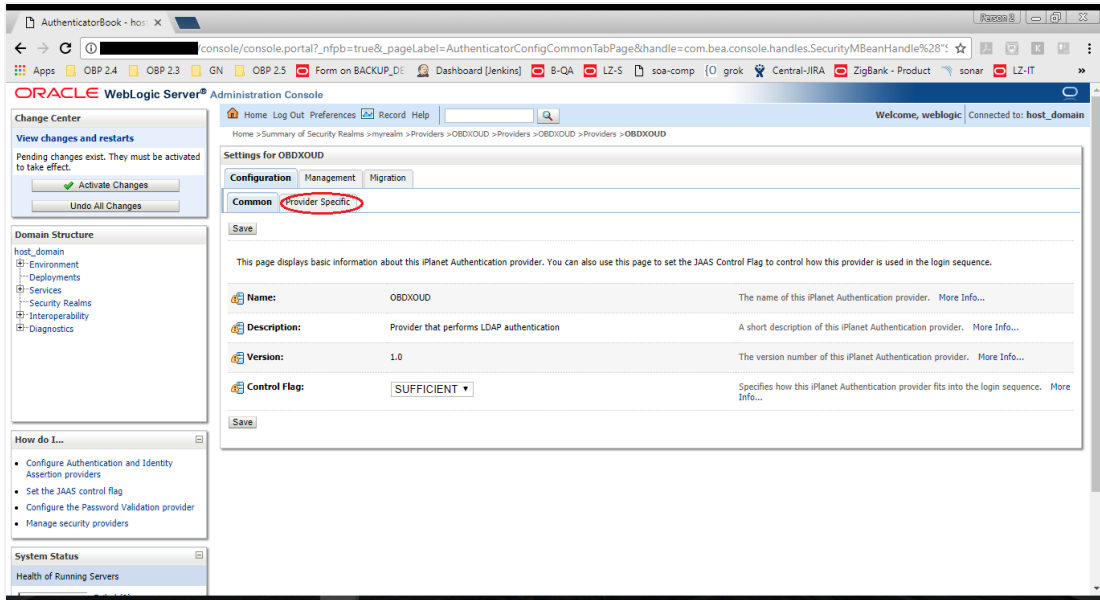 AuthenticatorBook - hos
Person 2
/console/console.portal?_nfpb=true&_pageLabel=AuthenticatorConfigCommonTabPage&handle=com.bea.console.handles.SecurityMBeanHandle%28"S
Apps OBP 2.4 OBP 2.3 GN OBP 2.5 Form on BACKUP_DE Dashboard [Jenkins] B-QA LZ-S soa-comp grok Central-JIRA ZigBank - Product sonar LZ-IT »
ORACLE WebLogic Server® Administration Console
Change Center
View changes and restarts
Pending changes exist. They must be activated
to take effect.
Activate Changes
Undo All Changes
Domain Structure
host_domain
Environment
Deployments
Services
Security Realms
Interoperability
Diagnostics
How do I...
Configure Authentication and Identity
Assertion providers
Set the JAAS control flag
Configure the Password Validation provider
Manage security providers
System Status
Health of Running Servers
Home Log Out Preferences Record Help
Welcome, weblogic Connected to: host_domain
Home >Summary of Security Realms >myrealm >Providers >OBDXOUD >Providers >OBDXOUD >Providers >OBDXOUD
Settings for OBDXOUD
Configuration Management Migration
Common Provider Specific
Save
This page displays basic information about this iPlanet Authentication provider. You can also use this page to set the JAAS Control Flag to control how this provider is used in the login sequence.
Name: OBDXOUD The name of this iPlanet Authentication provider. More Info...
Description: Provider that performs LDAP authentication A short description of this iPlanet Authentication provider. More Info...
Version: 1.0 The version number of this iPlanet Authentication provider. More Info...
Control Flag: SUFFICIENT Specifies how this iPlanet Authentication provider fits into the login sequence. More
Info...
Save